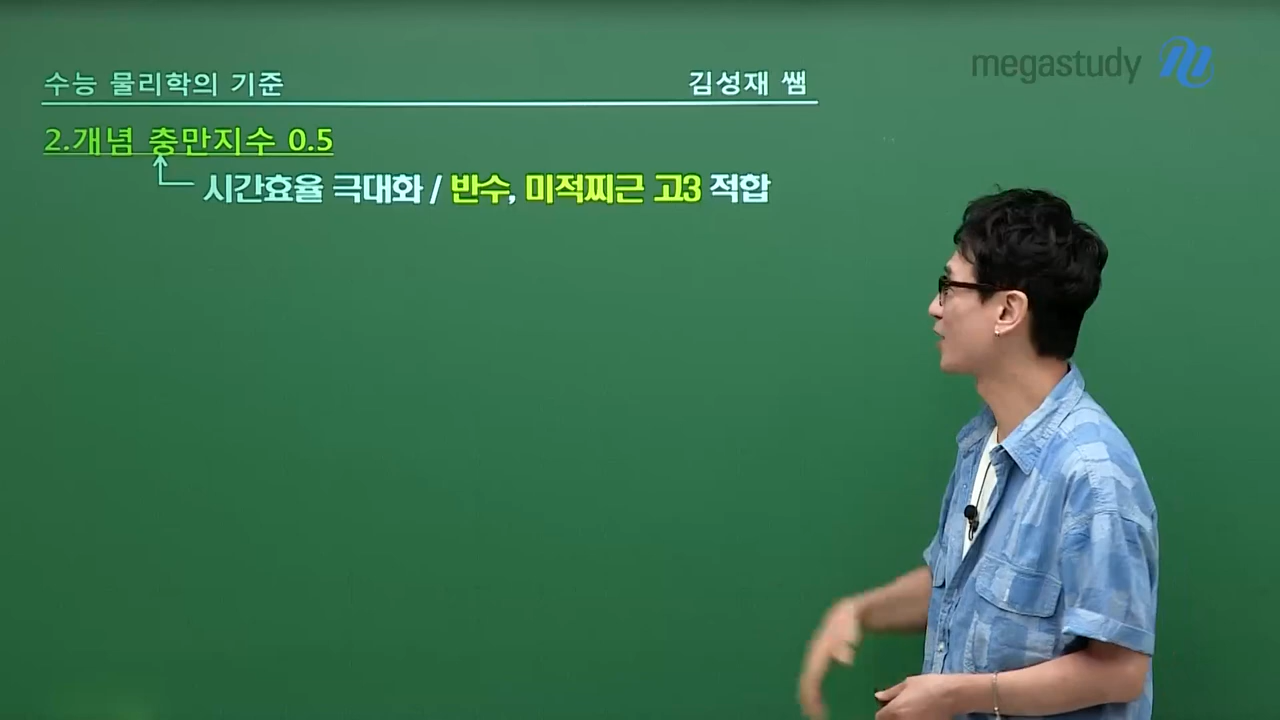 수능 물리학의 기준 김성재 쌤
megastudy
2.개념 충만지수 0.5
시간효율 극대화 / 반수, 미적찌근 고3 적합